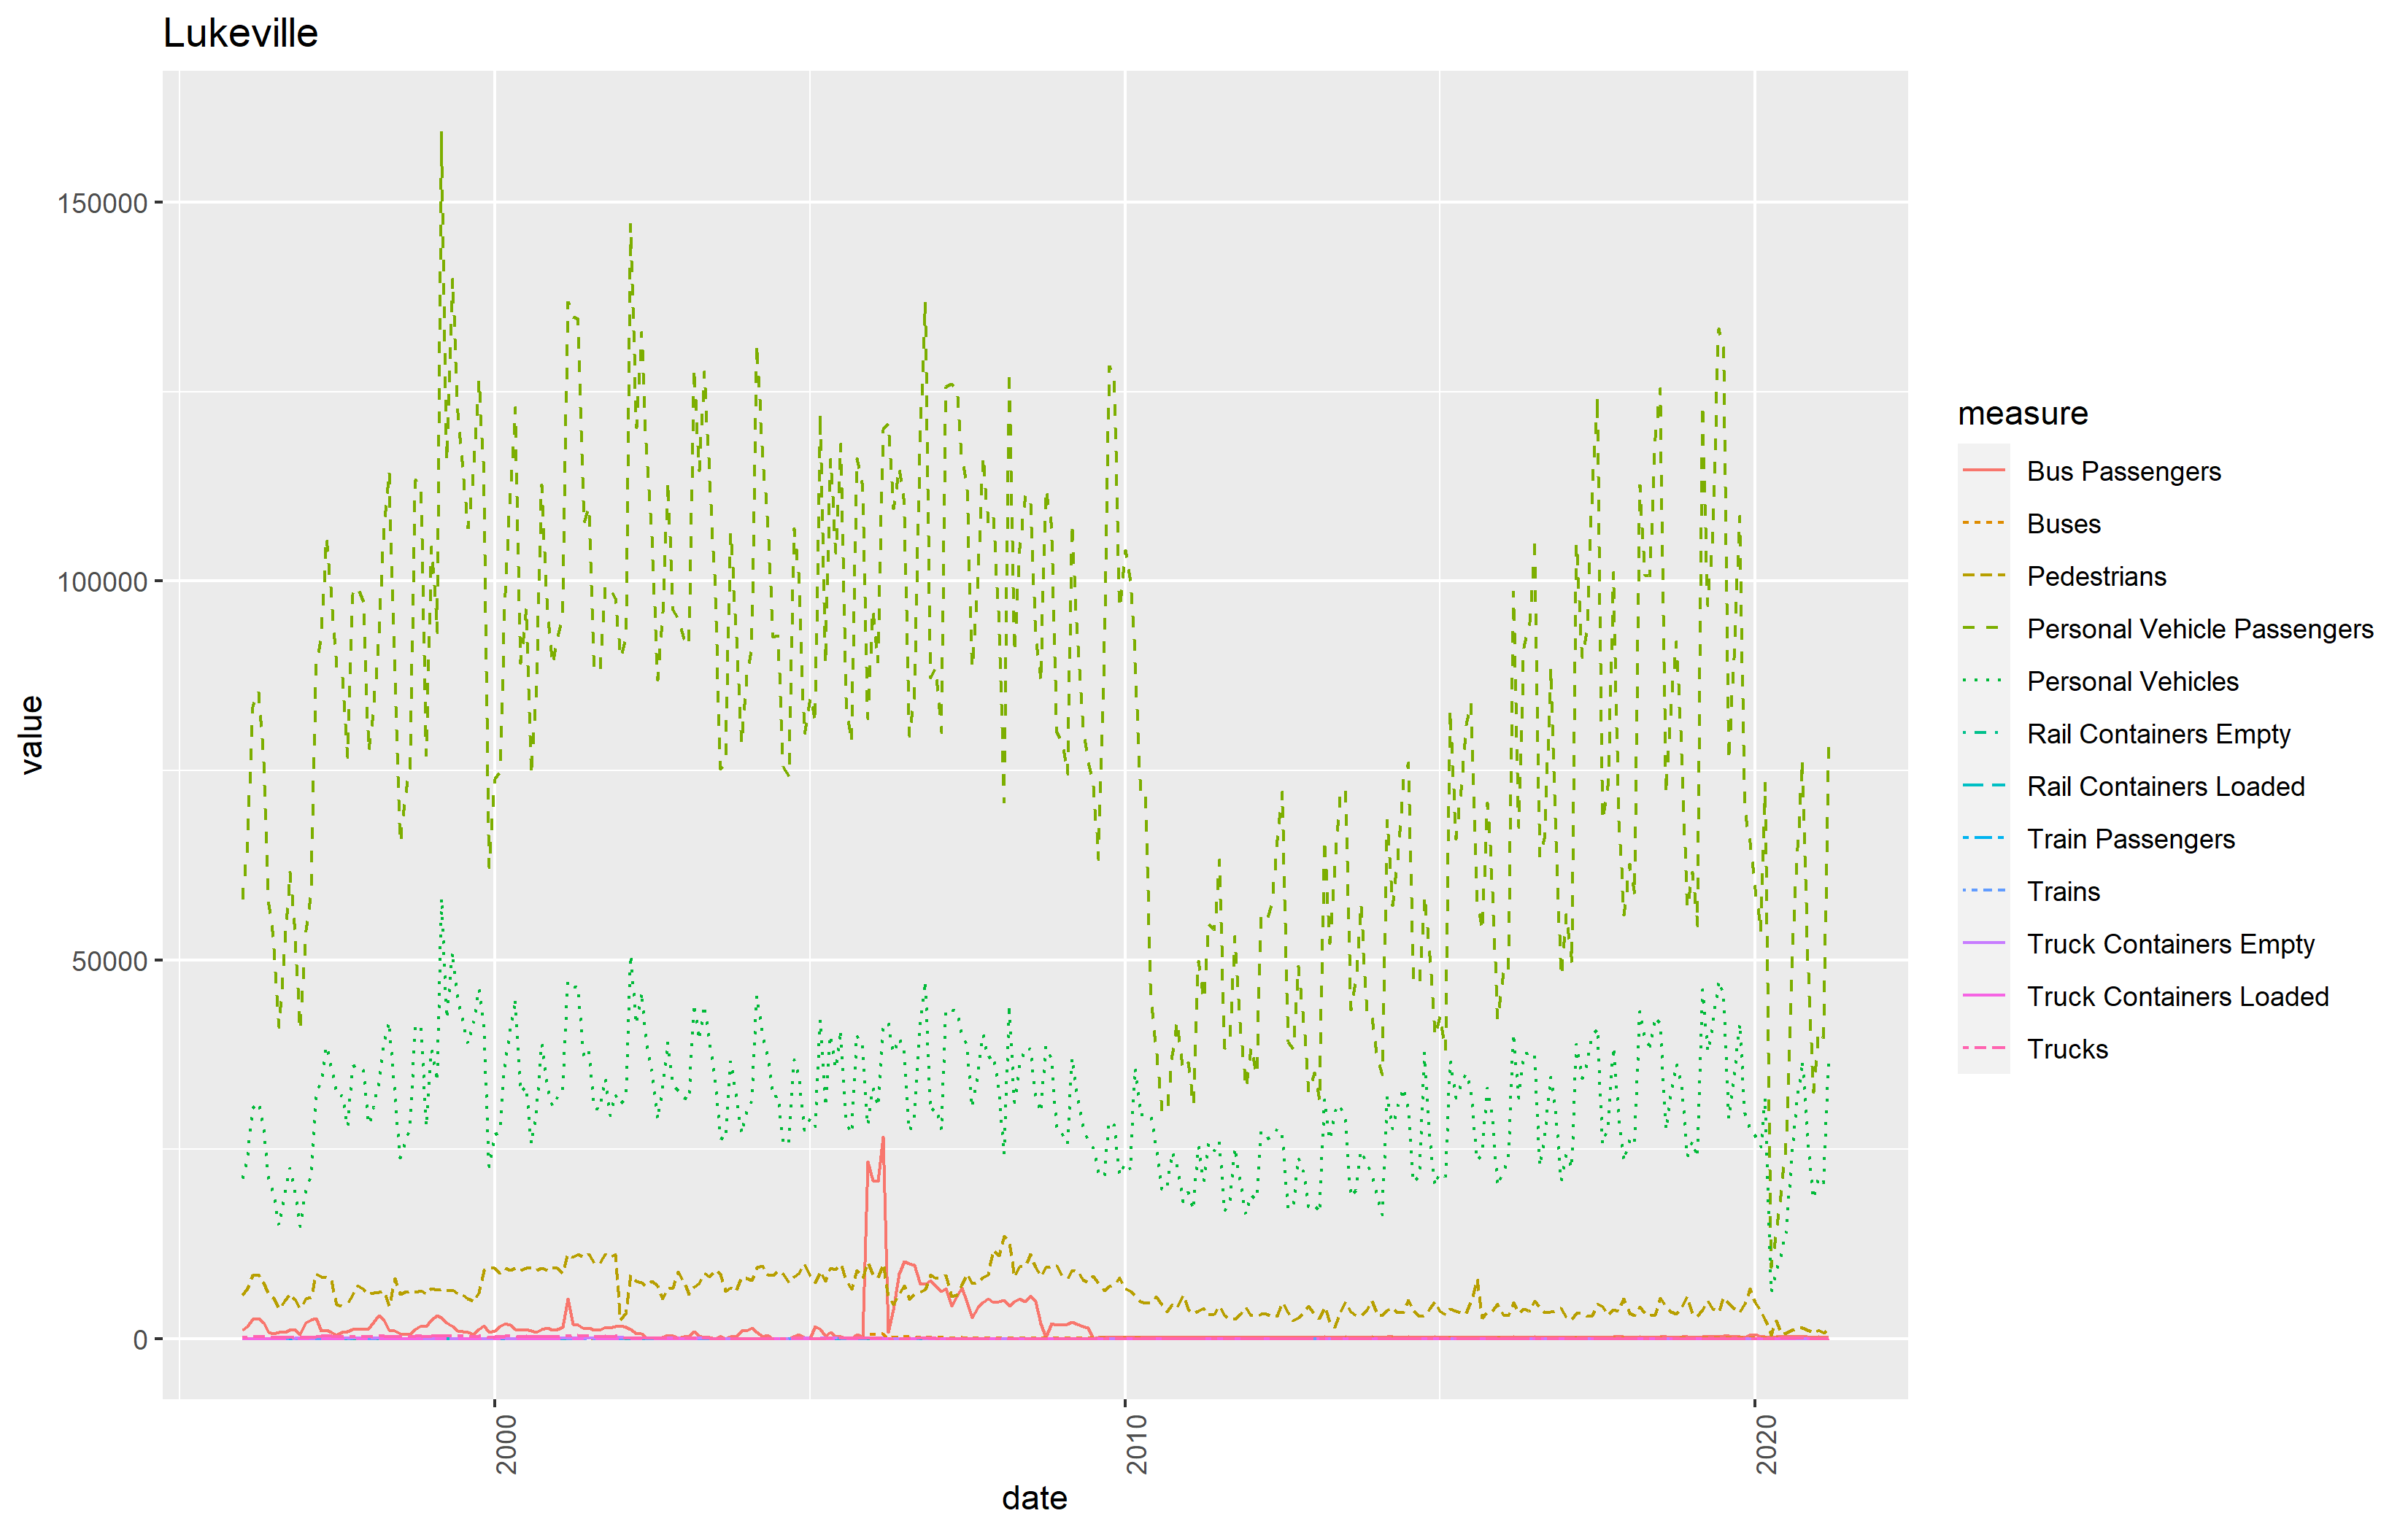 Lukeville
value
150000
100000
50000
0
2000
2010
2020
date
measure
Bus Passengers
Buses
Pedestrians
Personal Vehicle Passengers
Personal Vehicles
Rail Containers Empty
Rail Containers Loaded
Train Passengers
Trains
Truck Containers Empty
Truck Containers Loaded
Trucks